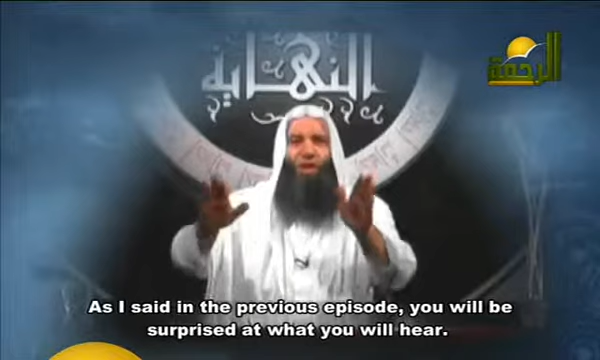 النهاية
الرحمة
As I said in the previous episode, you will be
surprised at what you will hear.